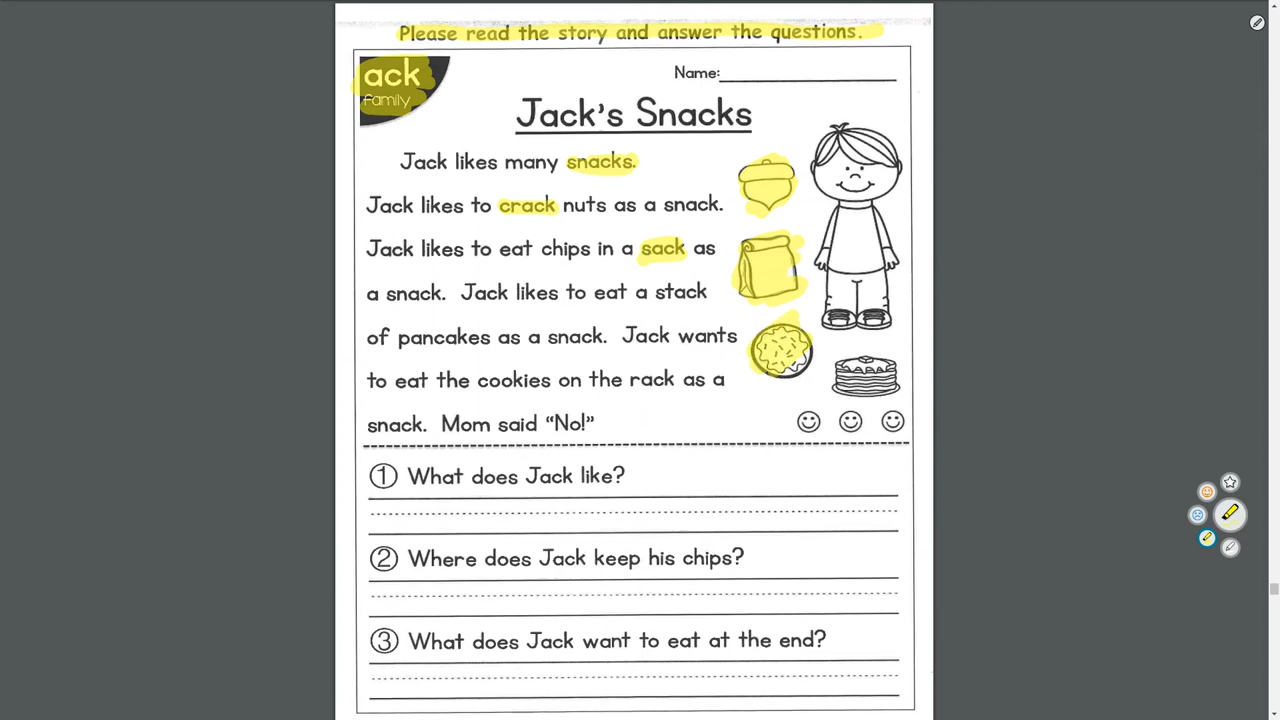 Please read the story and answer the questions.
ack
family
Name:
Jack's Snacks
Jack likes many snacks.
Jack likes to crack nuts as a snack.
Jack likes to eat chips in a sack as
a snack. Jack likes to eat a stack
of pancakes as a snack. Jack wants
to eat the cookies on the rack as a
snack. Mom said “No!”
① What does Jack like?
② Where does Jack keep his chips?
③ What does Jack want to eat at the end?